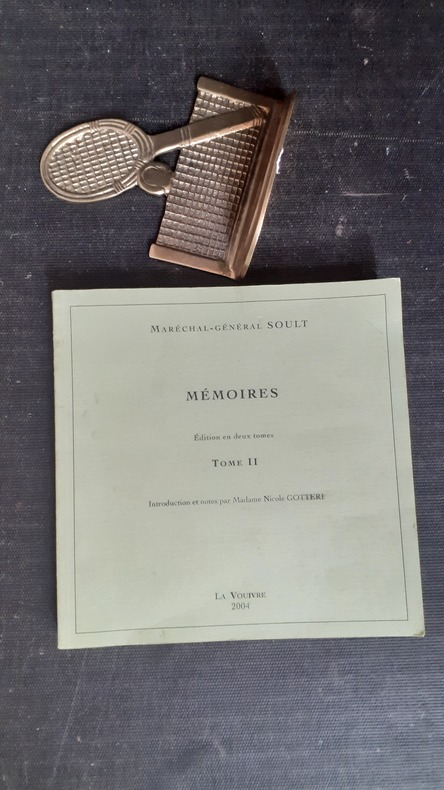 Maréchal-général SOULT
MÉMOIRES
Édition en deux tomes
Tome II
Introduction et notes par Madame Nicole GOTTERI
La Vouivre
2004